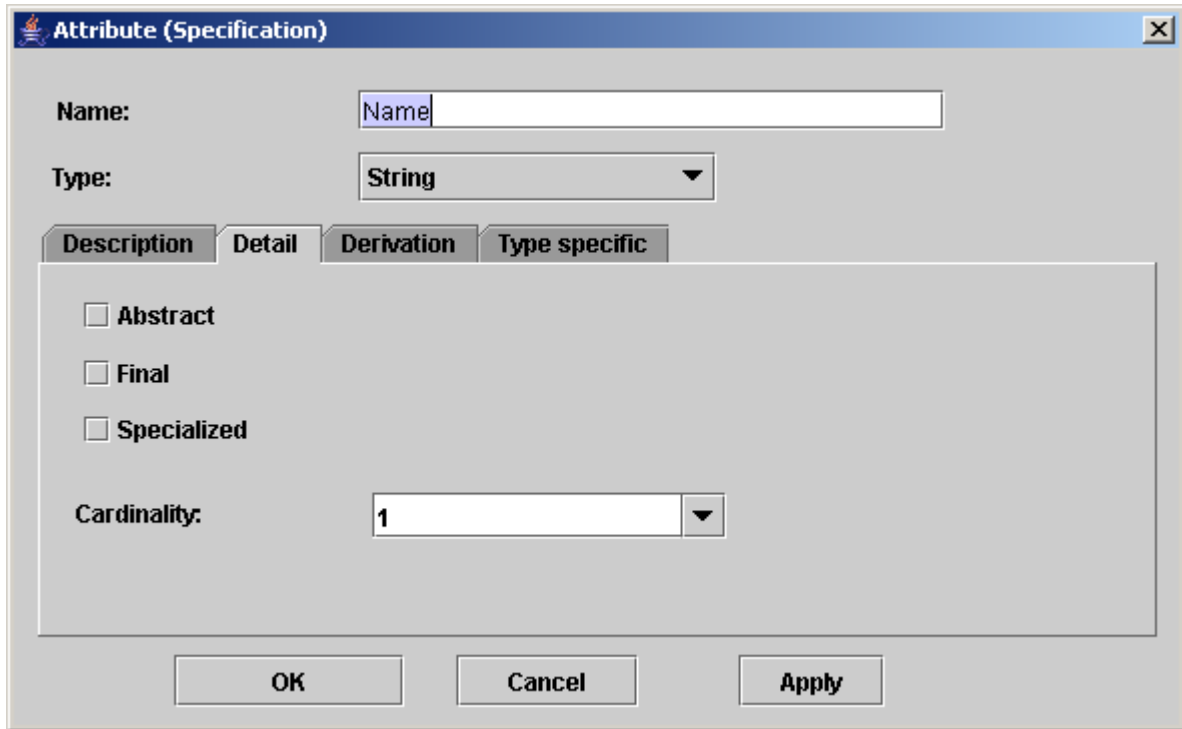 Attribute (Specification)
Name: Name
Type: String
Description Detail Derivation Type specific
Abstract
Final
Specialized
Cardinality: 1
OK Cancel Apply